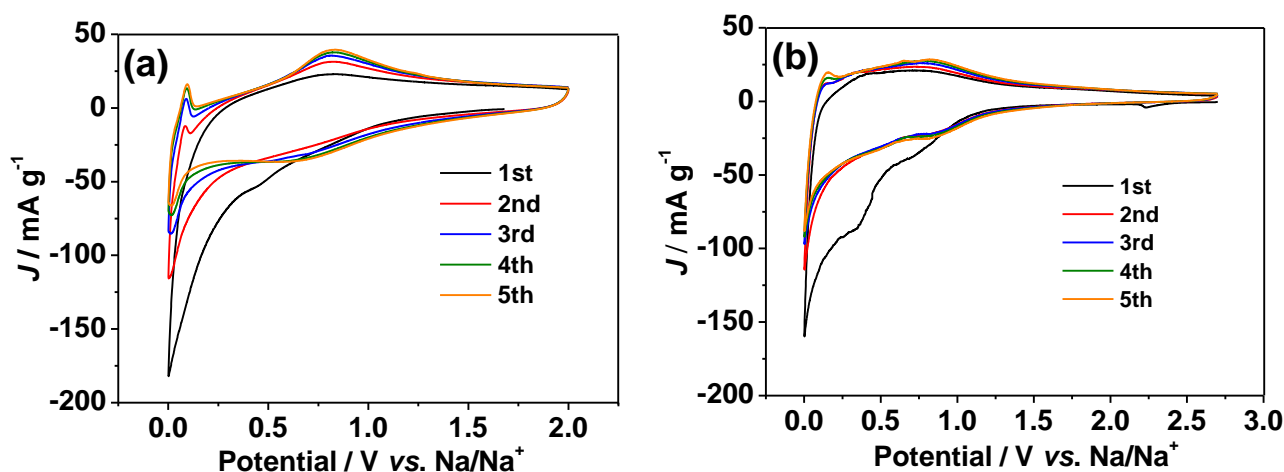 (a)
J / mA g-1
50
0
-50
-100
-150
-200
1st
2nd
3rd
4th
5th
0.0 0.5 1.0 1.5 2.0
Potential / V vs. Na/Na+
(b)
J / mA g-1
50
0
-50
-100
-150
-200
1st
2nd
3rd
4th
5th
0.0 0.5 1.0 1.5 2.0 2.5 3.0
Potential / V vs. Na/Na+